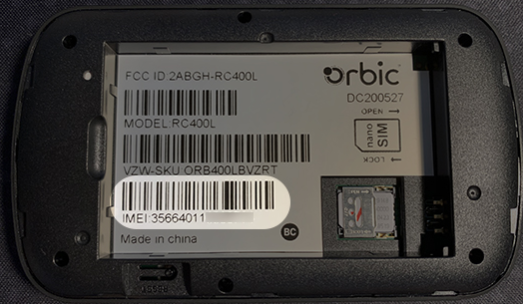 FCC ID:2ABGH-RC400L
orbic
DC200527
OPEN →
MODEL:RC400L
nano
SIM
LOCK
VZW-SKU:ORB400LBVZRT
IMEI:35664011
Made in china
BC
RESET